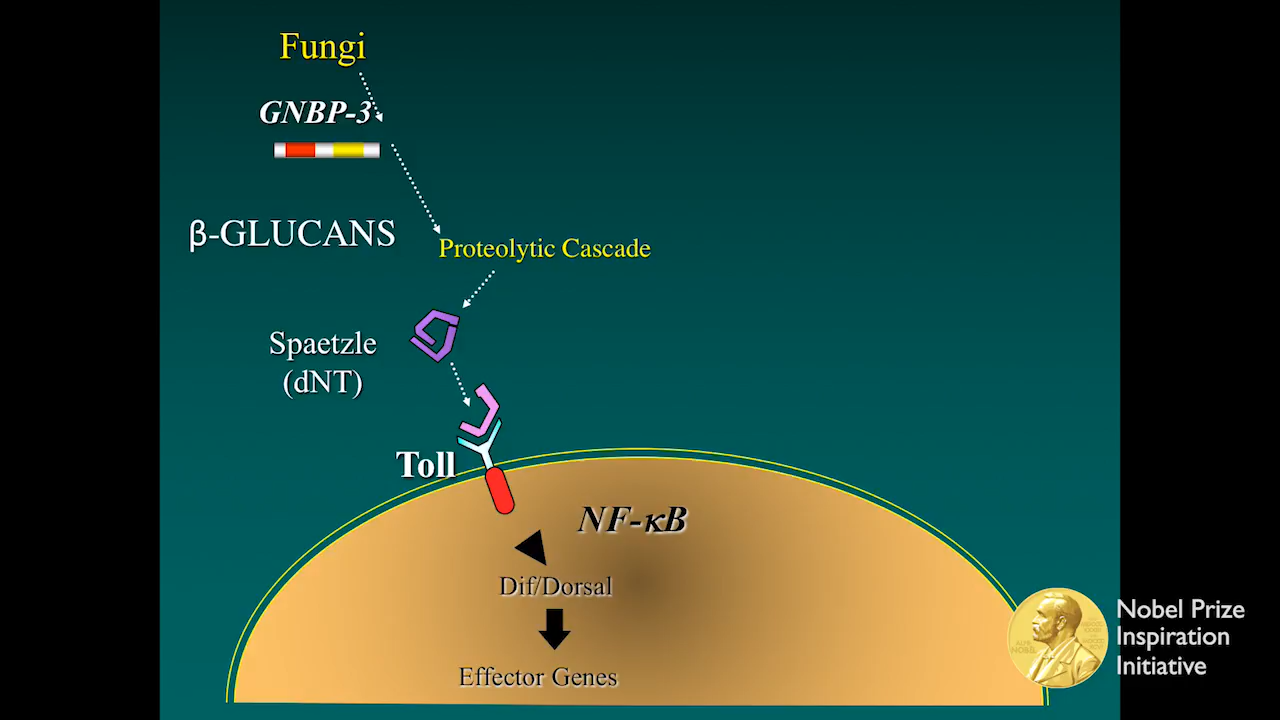 Fungi
GNBP-3
β-GLUCANS
Proteolytic Cascade
Spaetzle
(dNT)
Toll
NF-κB
Dif/Dorsal
Effector Genes
Nobel Prize
Inspiration
Initiative